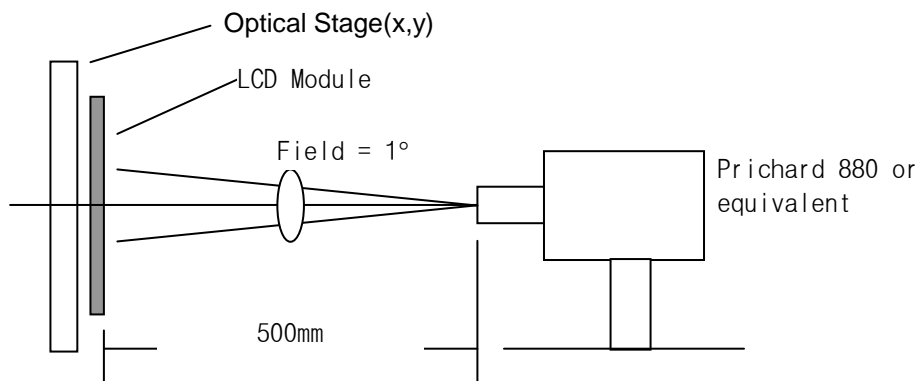 Optical Stage(x,y)
LCD Module
Field = 1°
Prichard 880 or
equivalent
500mm